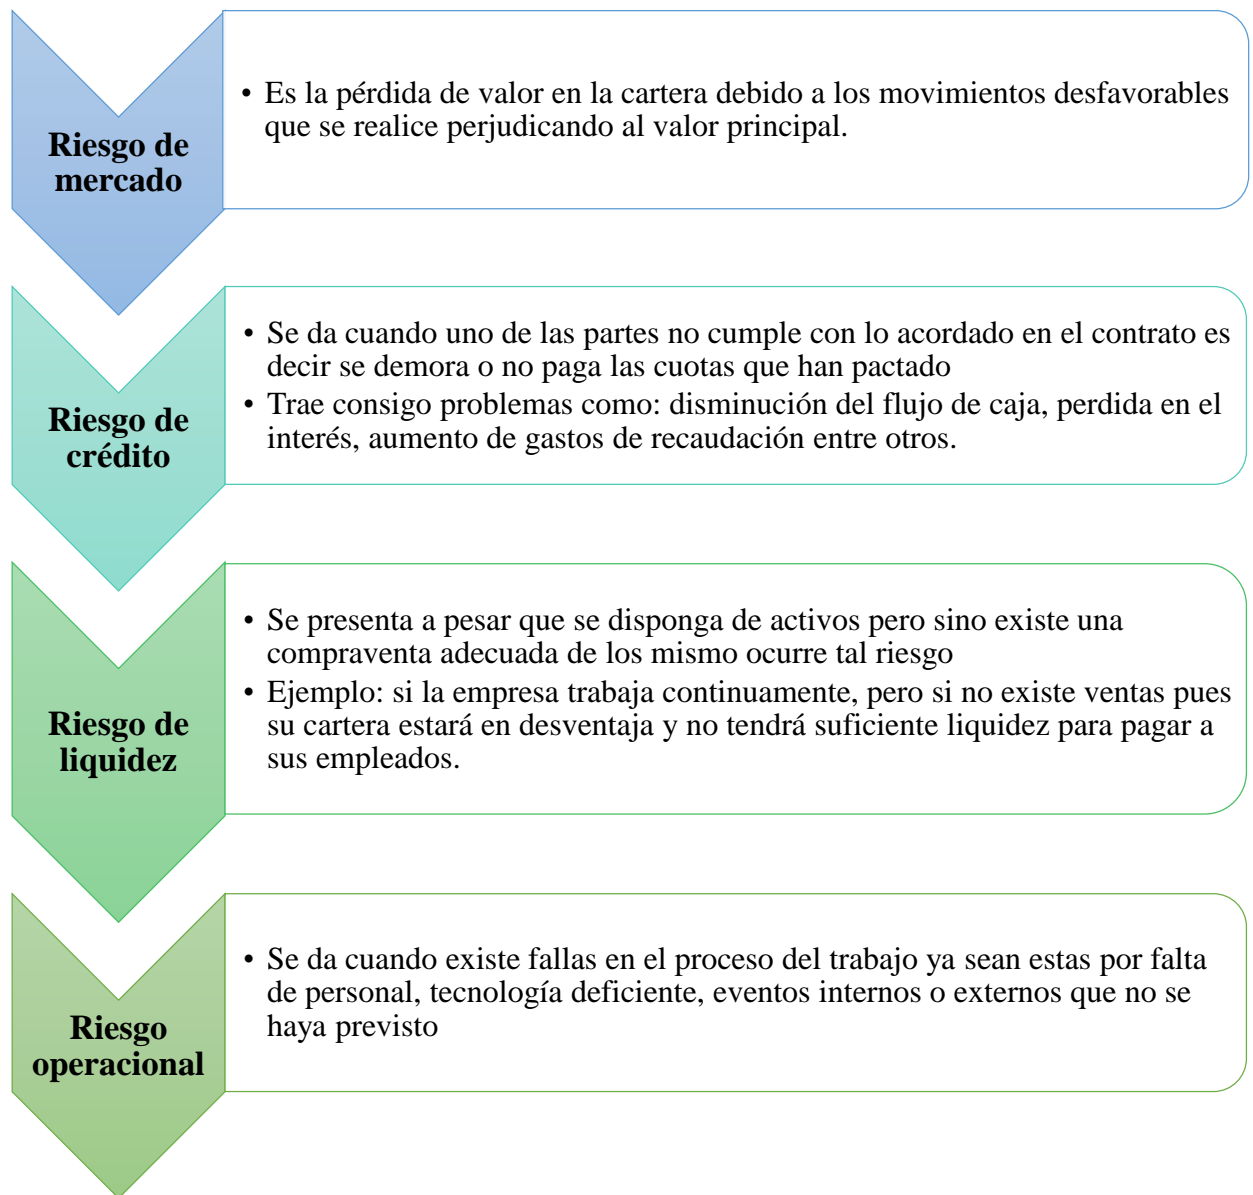 Riesgo de
mercado
• Es la pérdida de valor en la cartera debido a los movimientos desfavorables
que se realice perjudicando al valor principal.
Riesgo de
crédito
• Se da cuando uno de las partes no cumple con lo acordado en el contrato es
decir se demora o no paga las cuotas que han pactado
• Trae consigo problemas como: disminución del flujo de caja, perdida en el
interés, aumento de gastos de recaudación entre otros.
Riesgo de
liquidez
• Se presenta a pesar que se disponga de activos pero sino existe una
compraventa adecuada de los mismo ocurre tal riesgo
• Ejemplo: si la empresa trabaja continuamente, pero si no existe ventas pues
su cartera estará en desventaja y no tendrá suficiente liquidez para pagar a
sus empleados.
Riesgo
operacional
• Se da cuando existe fallas en el proceso del trabajo ya sean estas por falta
de personal, tecnología deficiente, eventos internos o externos que no se
haya previsto